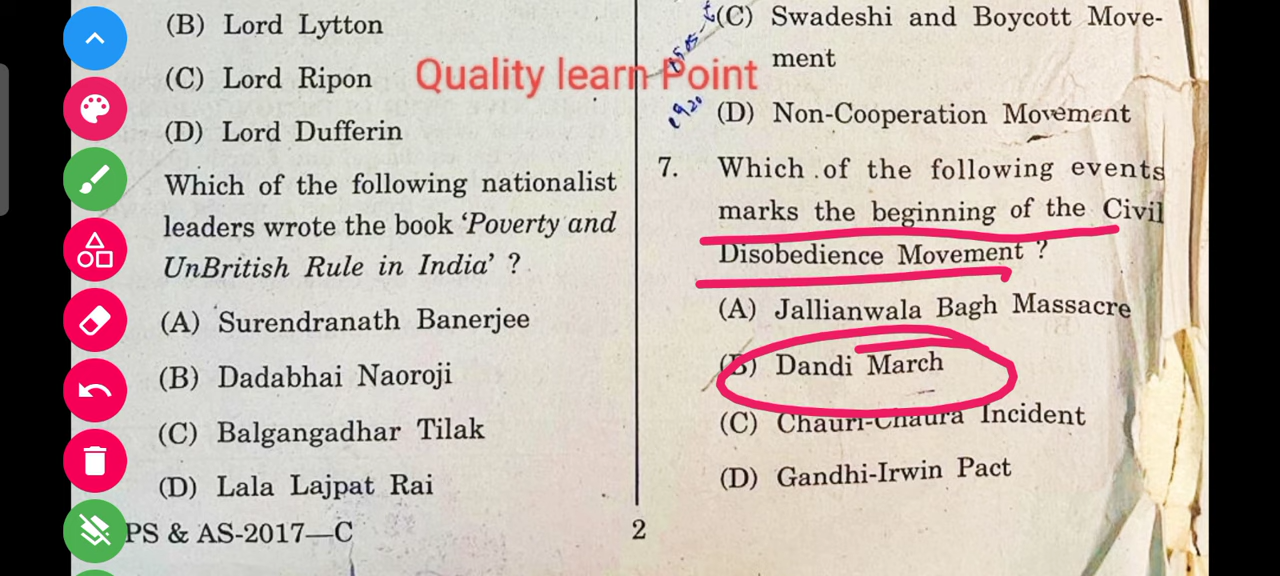 (B) Lord Lytton
(C) Lord Ripon
(D) Lord Dufferin
Which of the following nationalist
leaders wrote the book ‘Poverty and
UnBritish Rule in India’ ?
(A) Surendranath Banerjee
(B) Dadabhai Naoroji
(C) Balgangadhar Tilak
(D) Lala Lajpat Rai
PS & AS-2017—C
2
Quality learn Point
(C) Swadeshi and Boycott Move-
ment
1920
(D) Non-Cooperation Movement
7. Which of the following events
marks the beginning of the Civil
Disobedience Movement ?
(A) Jallianwala Bagh Massacre
(B) Dandi March
(C) Chauri-Chaura Incident
(D) Gandhi-Irwin Pact